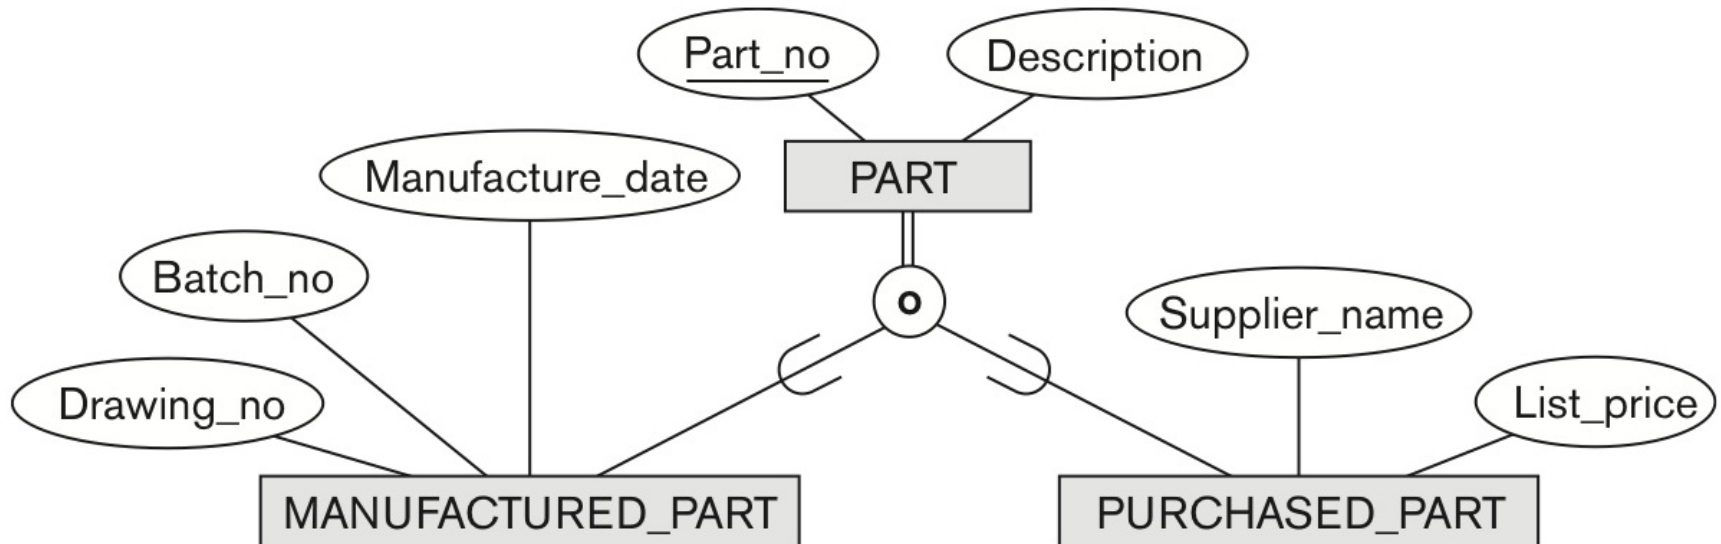 Part_no
Description
Manufacture_date
PART
Batch_no
o
Supplier_name
Drawing_no
List_price
MANUFACTURED_PART
PURCHASED_PART